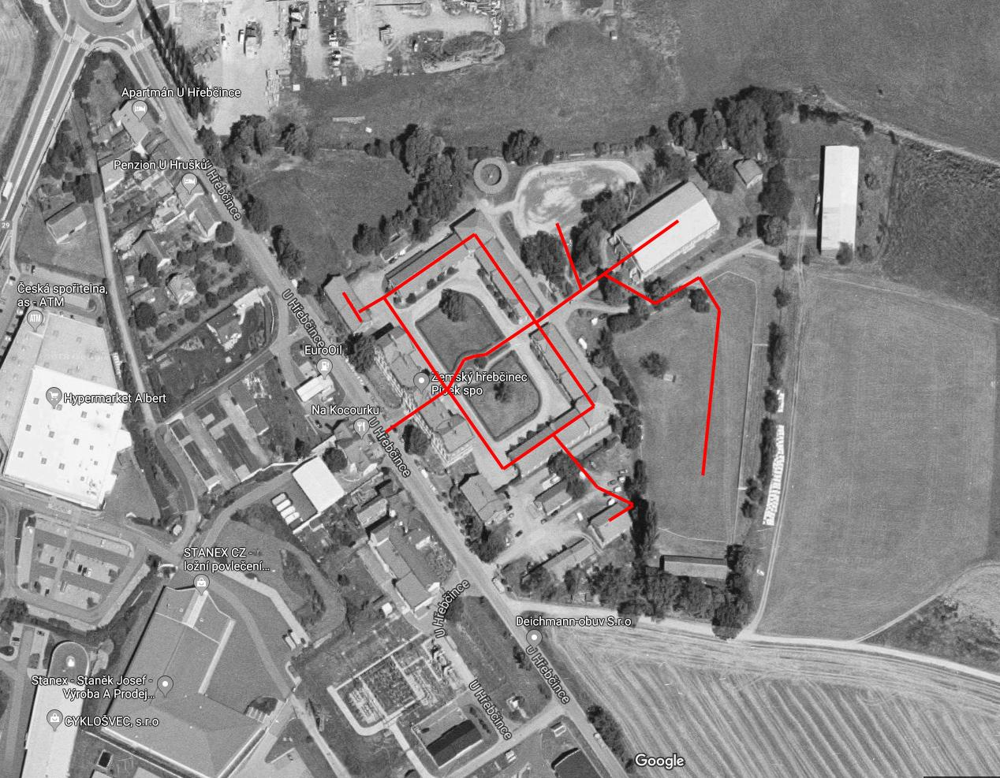 Apartmán U Hřebčince
Penzion U Hrušků
U Hřebčince
29
Česká spořitelna,
as - ATM
ATM
U Hřebčince
EuroOil
Zemský hřebčinec
Písek spo
Hypermarket Albert
Na Kocourku
U Hřebčince
STANEX CZ -
ložní povlečení...
U Hřebčince
Deichmann-obuv S.r.o
U Hřebčince
Stanex - Staněk Josef -
Výroba A Prodej...
U Hřebčince
CYKLOŠVEC, s.r.o
Google